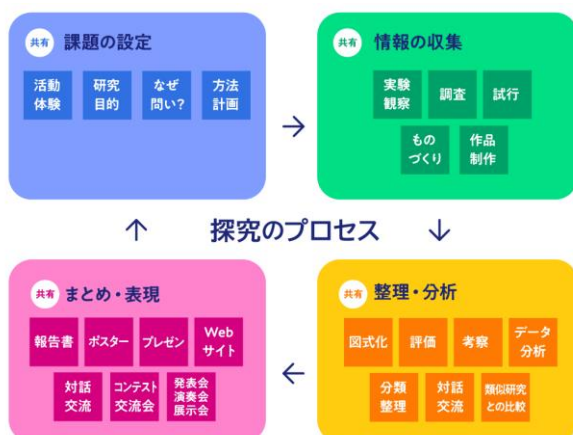 共有 課題の設定
活動
体験
研究
目的
なぜ
問い?
方法
計画
共有 情報の収集
実験
観察
調査
試行
もの
づくり
作品
制作
探究のプロセス
共有 まとめ・表現
報告書
ポスター
プレゼン
Web
サイト
対話
交流
コンテスト
交流会
発表会
演奏会
展示会
共有 整理・分析
図式化
評価
考察
データ
分析
分類
整理
対話
交流
類似研究
との比較